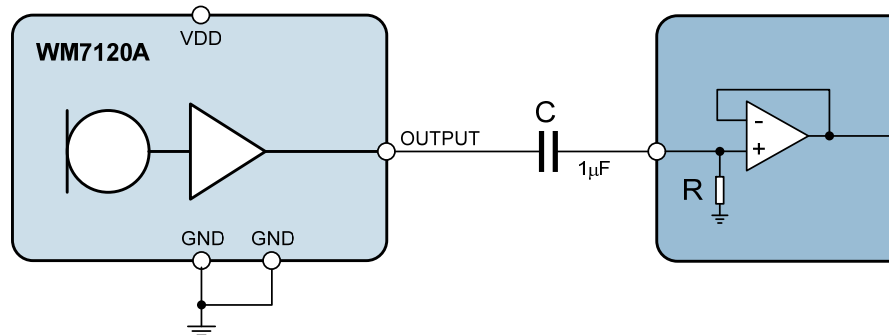 VDD
WM7120A
OUTPUT
C
1μF
-
+
R
GND GND